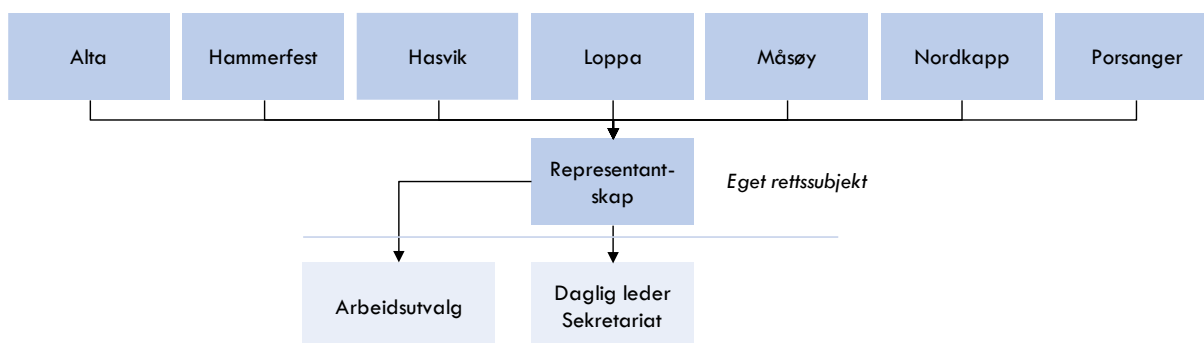 Alta
Hammerfest
Hasvik
Loppa
Måsøy
Nordkapp
Porsanger
Representant-
skap
Eget rettssubjekt
Arbeidsutvalg
Daglig leder
Sekretariat